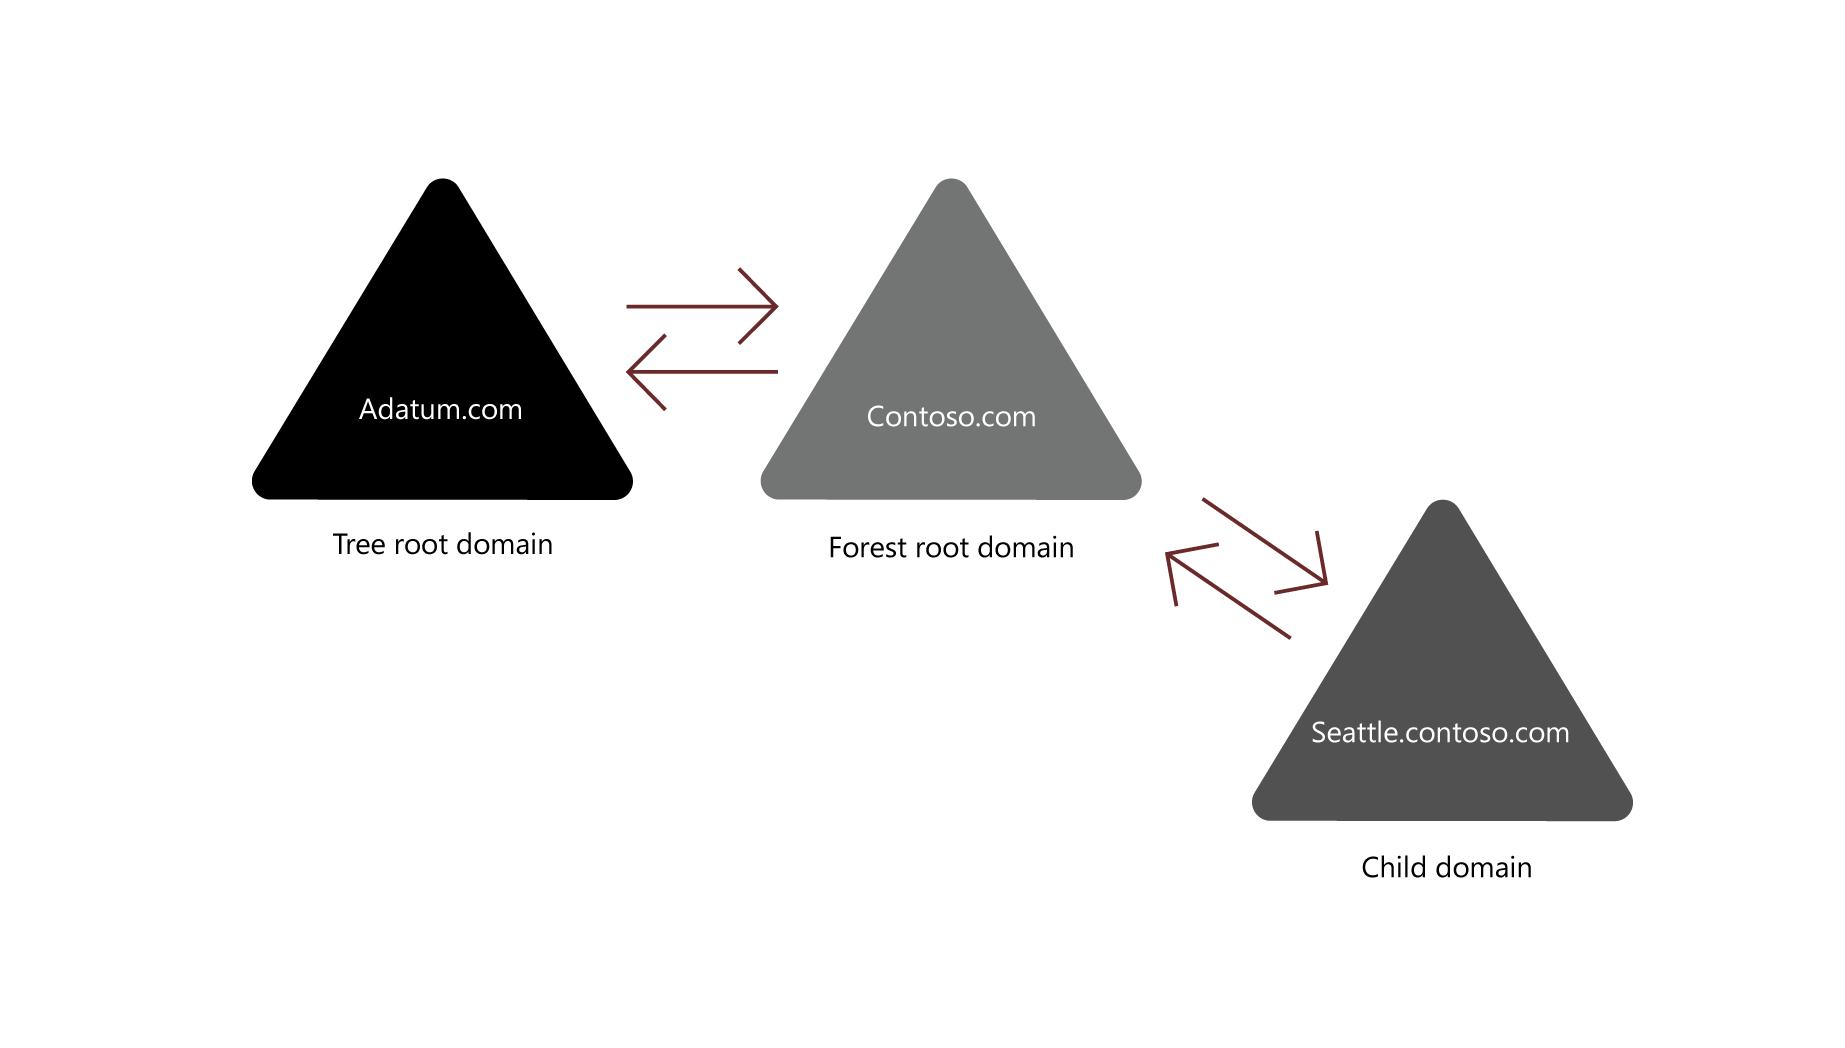 Adatum.com
Tree root domain
Contoso.com
Forest root domain
Seattle.contoso.com
Child domain